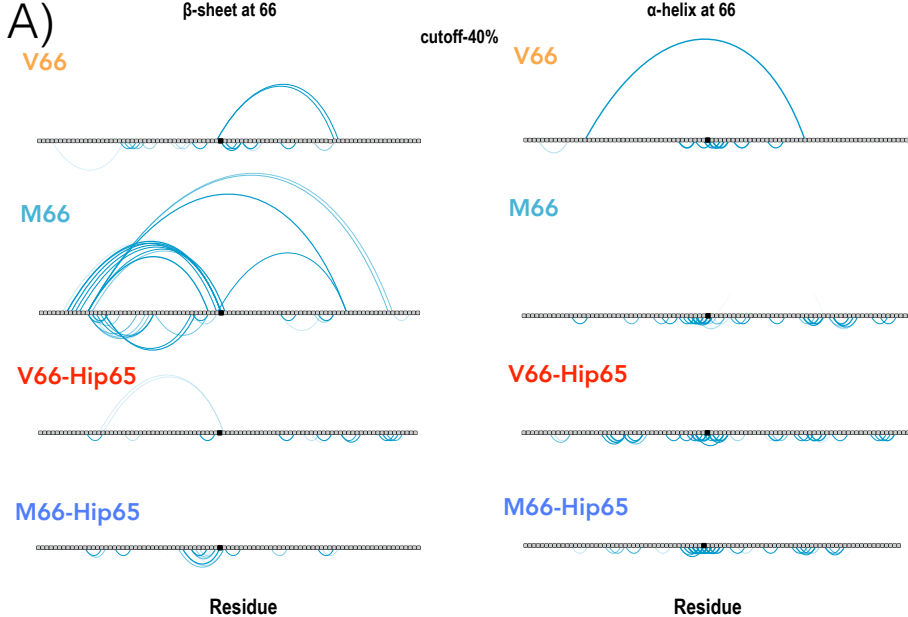 A)
β-sheet at 66
α-helix at 66
cutoff-40%
V66
V66
M66
M66
V66-Hip65
V66-Hip65
M66-Hip65
M66-Hip65
Residue
Residue